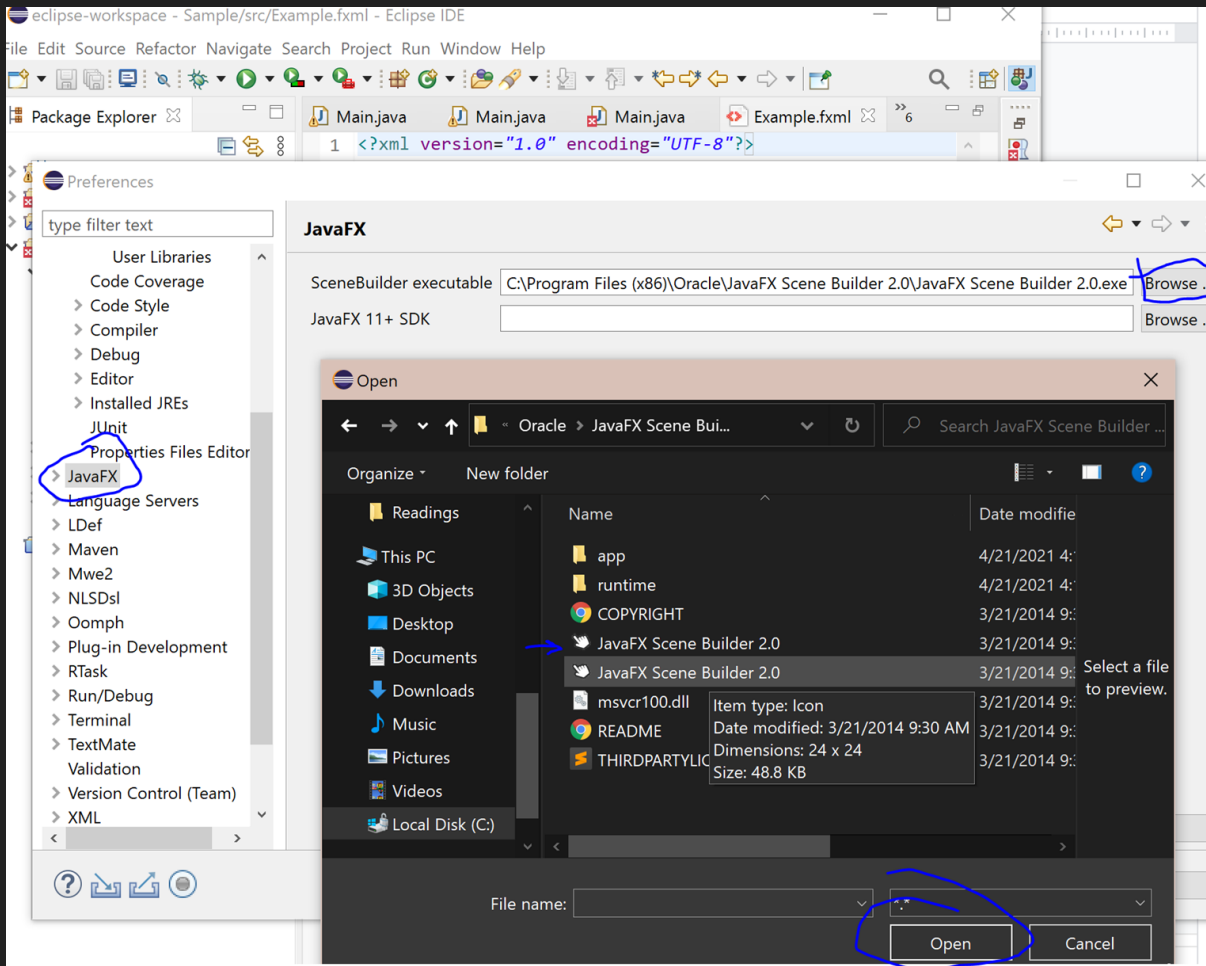 eclipse-workspace - Sample/src/Example.fxml - Eclipse IDE
File Edit Source Refactor Navigate Search Project Run Window Help
Package Explorer
Main.java
Main.java
Main.java
Example.fxml
6
1 <?xml version="1.0" encoding="UTF-8"?>
Preferences
type filter text
User Libraries
Code Coverage
Code Style
Compiler
Debug
Editor
Installed JREs
JUnit
Properties Files Editor
JavaFX
Language Servers
LDef
Maven
Mwe2
NLSDsl
Oomph
Plug-in Development
RTask
Run/Debug
Terminal
TextMate
Validation
Version Control (Team)
XML
JavaFX
SceneBuilder executable C:\Program Files (x86)\Oracle\JavaFX Scene Builder 2.0\JavaFX Scene Builder 2.0.exe Browse .
JavaFX 11+ SDK Browse .
Open
« Oracle > JavaFX Scene Bui...
Search JavaFX Scene Builder ...
Organize New folder
Readings
This PC
3D Objects
Desktop
Documents
Downloads
Music
Pictures
Videos
Local Disk (C:)
Name Date modifie
app 4/21/2021 4:
runtime 4/21/2021 4:
COPYRIGHT 3/21/2014 9:
JavaFX Scene Builder 2.0 3/21/2014 9:
JavaFX Scene Builder 2.0 3/21/2014 9:
msvcr100.dll 3/21/2014 9:
README 3/21/2014 9:
THIRDPARTYLIC 3/21/2014 9:
Item type: Icon
Date modified: 3/21/2014 9:30 AM
Dimensions: 24 x 24
Size: 48.8 KB
Select a file
to preview.
File name: *.*
Open Cancel